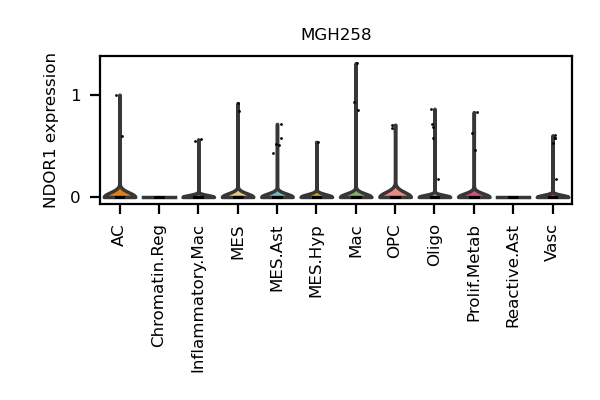 MGH258
NDOR1 expression
1
0
AC
Chromatin.Reg
Inflammatory.Mac
MES
MES.Ast
MES.Hyp
Mac
OPC
Oligo
Prolif.Metab
Reactive.Ast
Vasc